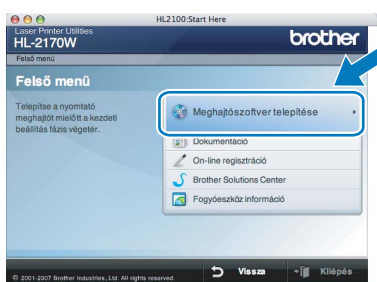 HL2100:Start Here
Laser Printer Utilities
HL-2170W
brother
Felső menü
Felső menü
Telepítse a nyomtató
meghajtót mielőtt a kezdeti
beállítás fázis végetér.
Meghajtószoftver telepítése
Dokumentáció
On-line regisztráció
Brother Solutions Center
Fogyóeszköz információ
© 2001-2007 Brother Industries, Ltd. All rights reserved
Vissza
Kilépés